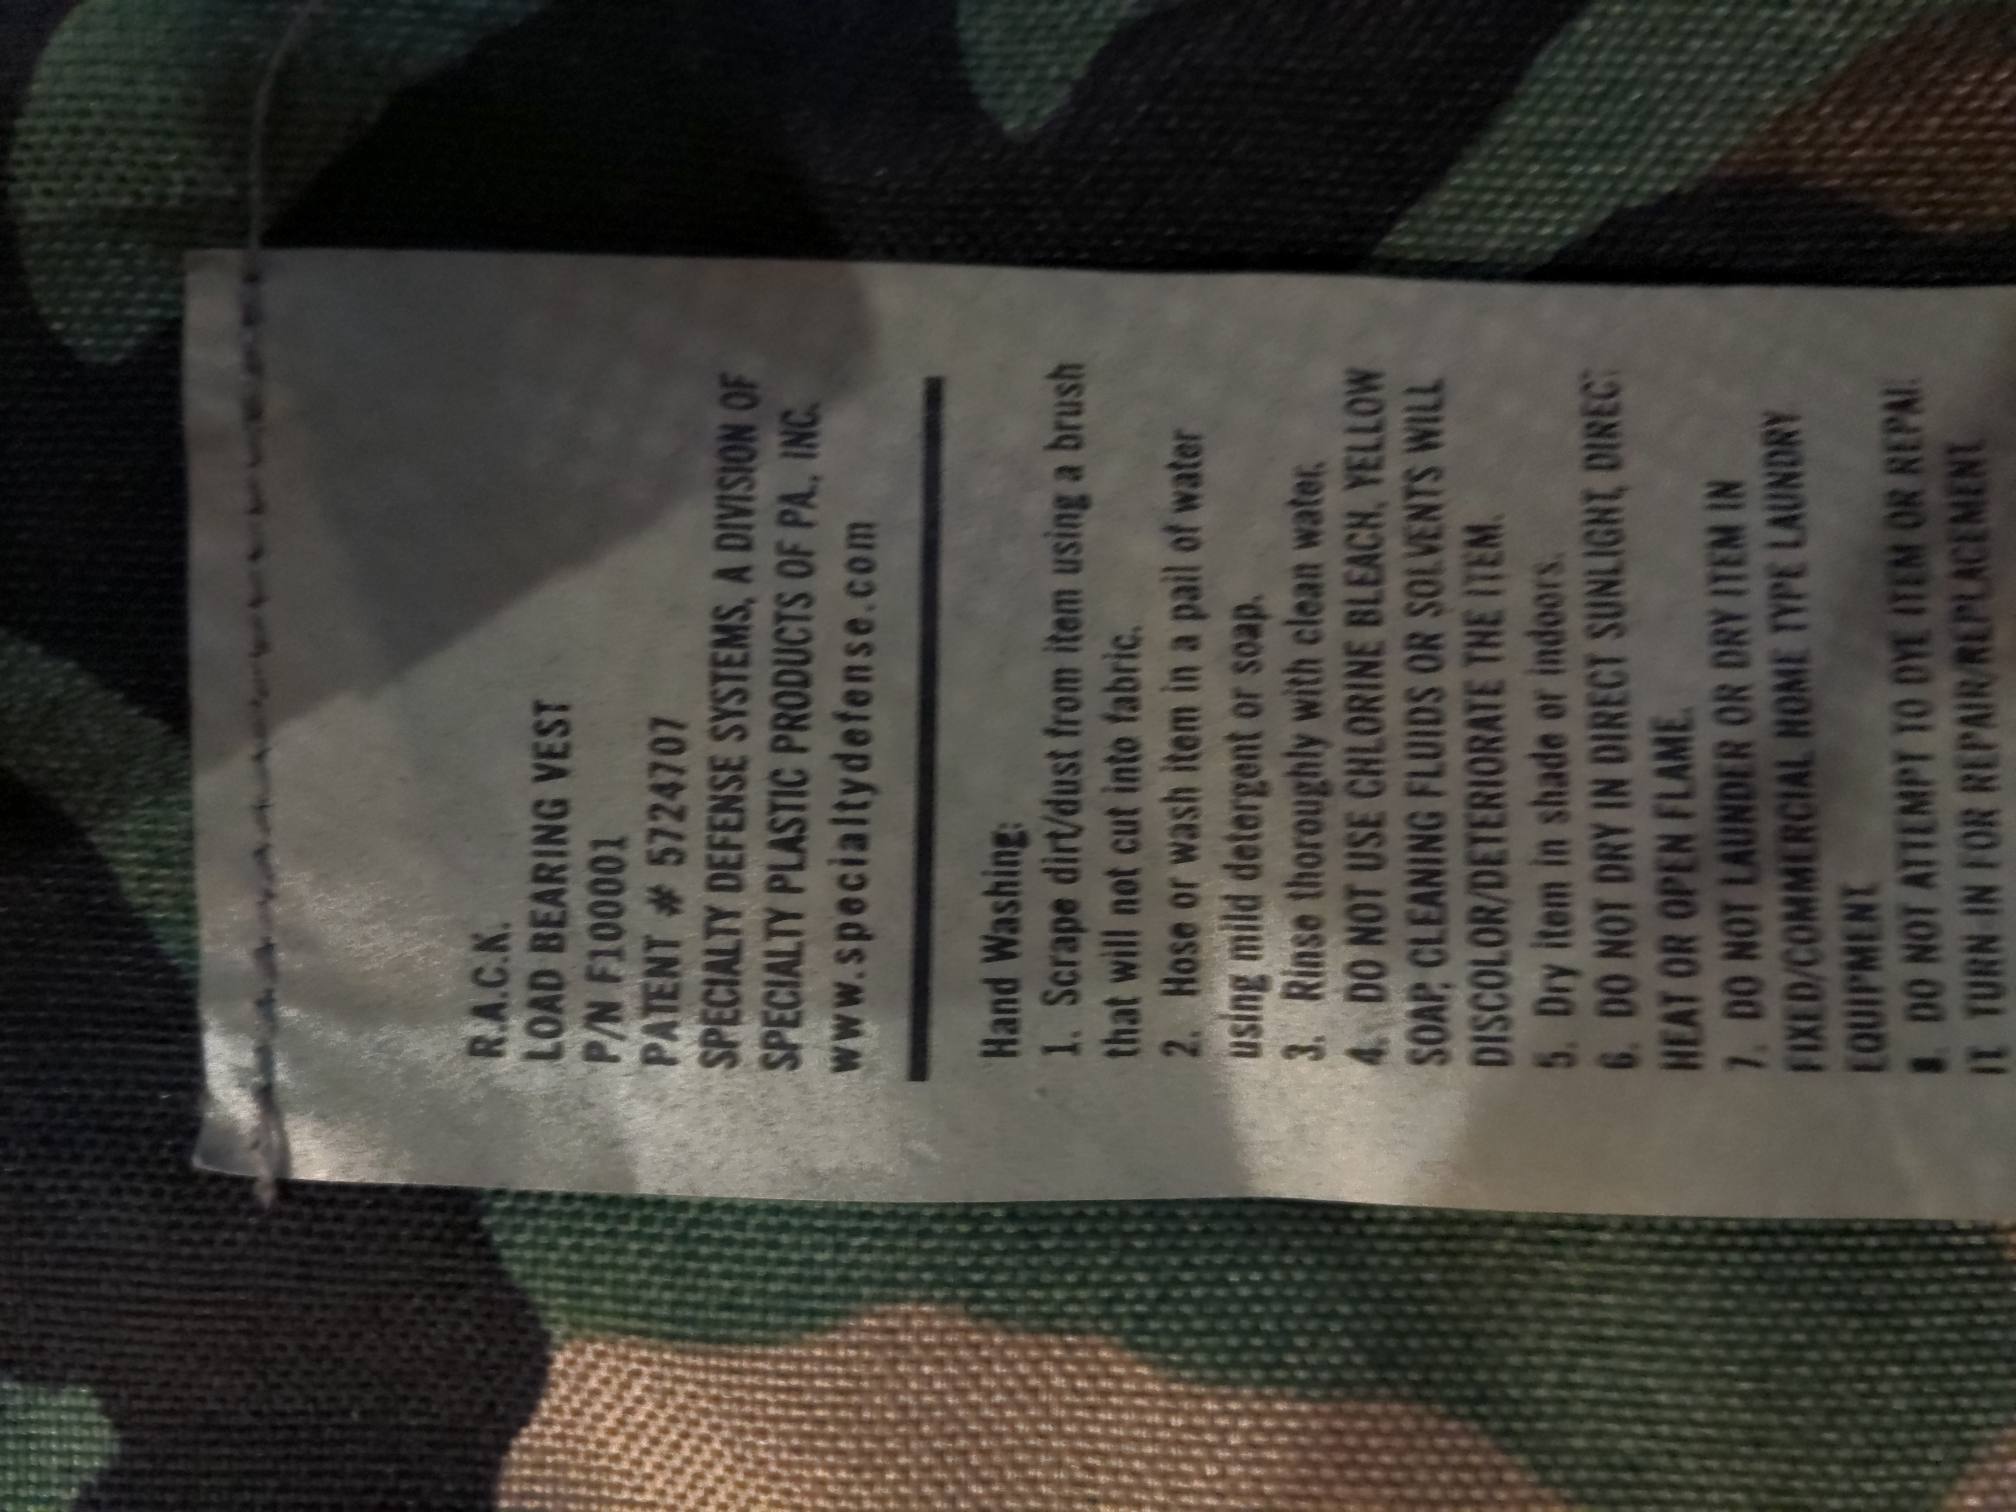 R.A.C.K.
LOAD BEARING VEST
P/N F100001
PATENT # 5724707
SPECIALTY DEFENSE SYSTEMS, A DIVISION OF
SPECIALTY PLASTIC PRODUCTS OF PA., INC.
www.specialtydefense.com
Hand Washing:
1. Scrape dirt/dust from item using a brush
that will not cut into fabric.
2. Hose or wash item in a pail of water
using mild detergent or soap.
3. Rinse thoroughly with clean water.
4. DO NOT USE CHLORINE BLEACH, YELLOW
SOAP, CLEANING FLUIDS OR SOLVENTS WILL
DISCOLOR/DETERIORATE THE ITEM.
5. Dry item in shade or indoors.
6. DO NOT DRY IN DIRECT SUNLIGHT, DIRECT
HEAT OR OPEN FLAME.
7. DO NOT LAUNDER OR DRY ITEM IN
FIXED/COMMERCIAL HOME TYPE LAUNDRY
EQUIPMENT
8 DO NOT ATTEMPT TO DYE ITEM OR REPAI
IT. TURN IN FOR REPAIR/REPLACEMENT